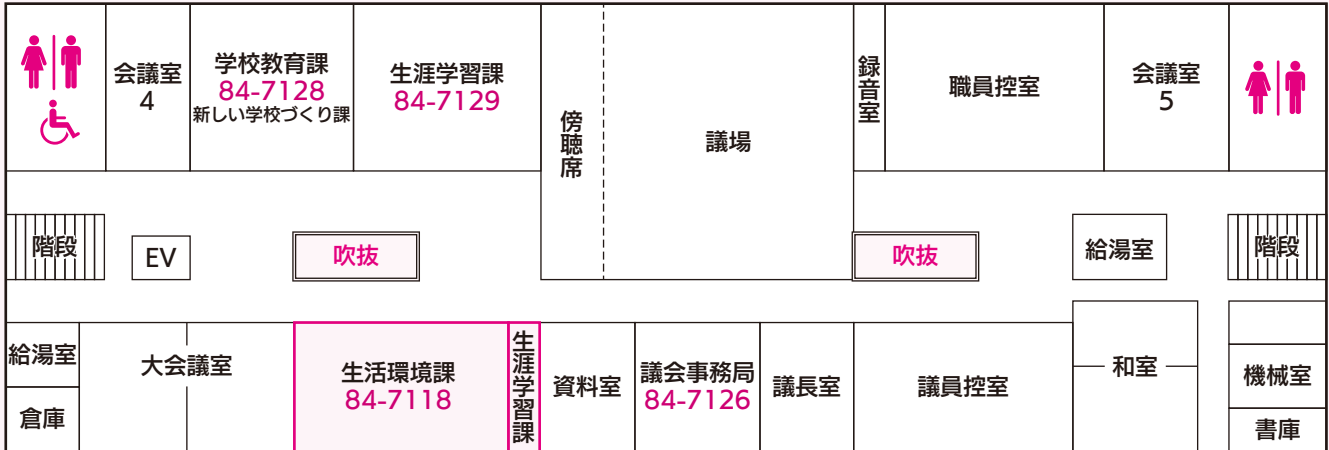 会議室
4
学校教育課
84-7128
新しい学校づくり課
生涯学習課
84-7129
傍聴席
議場
録音室
職員控室
会議室
5
階段
EV
吹抜
吹抜
給湯室
階段
給湯室
倉庫
大会議室
生活環境課
84-7118
生涯学習課
資料室
議会事務局
84-7126
議長室
議員控室
和室
機械室
書庫